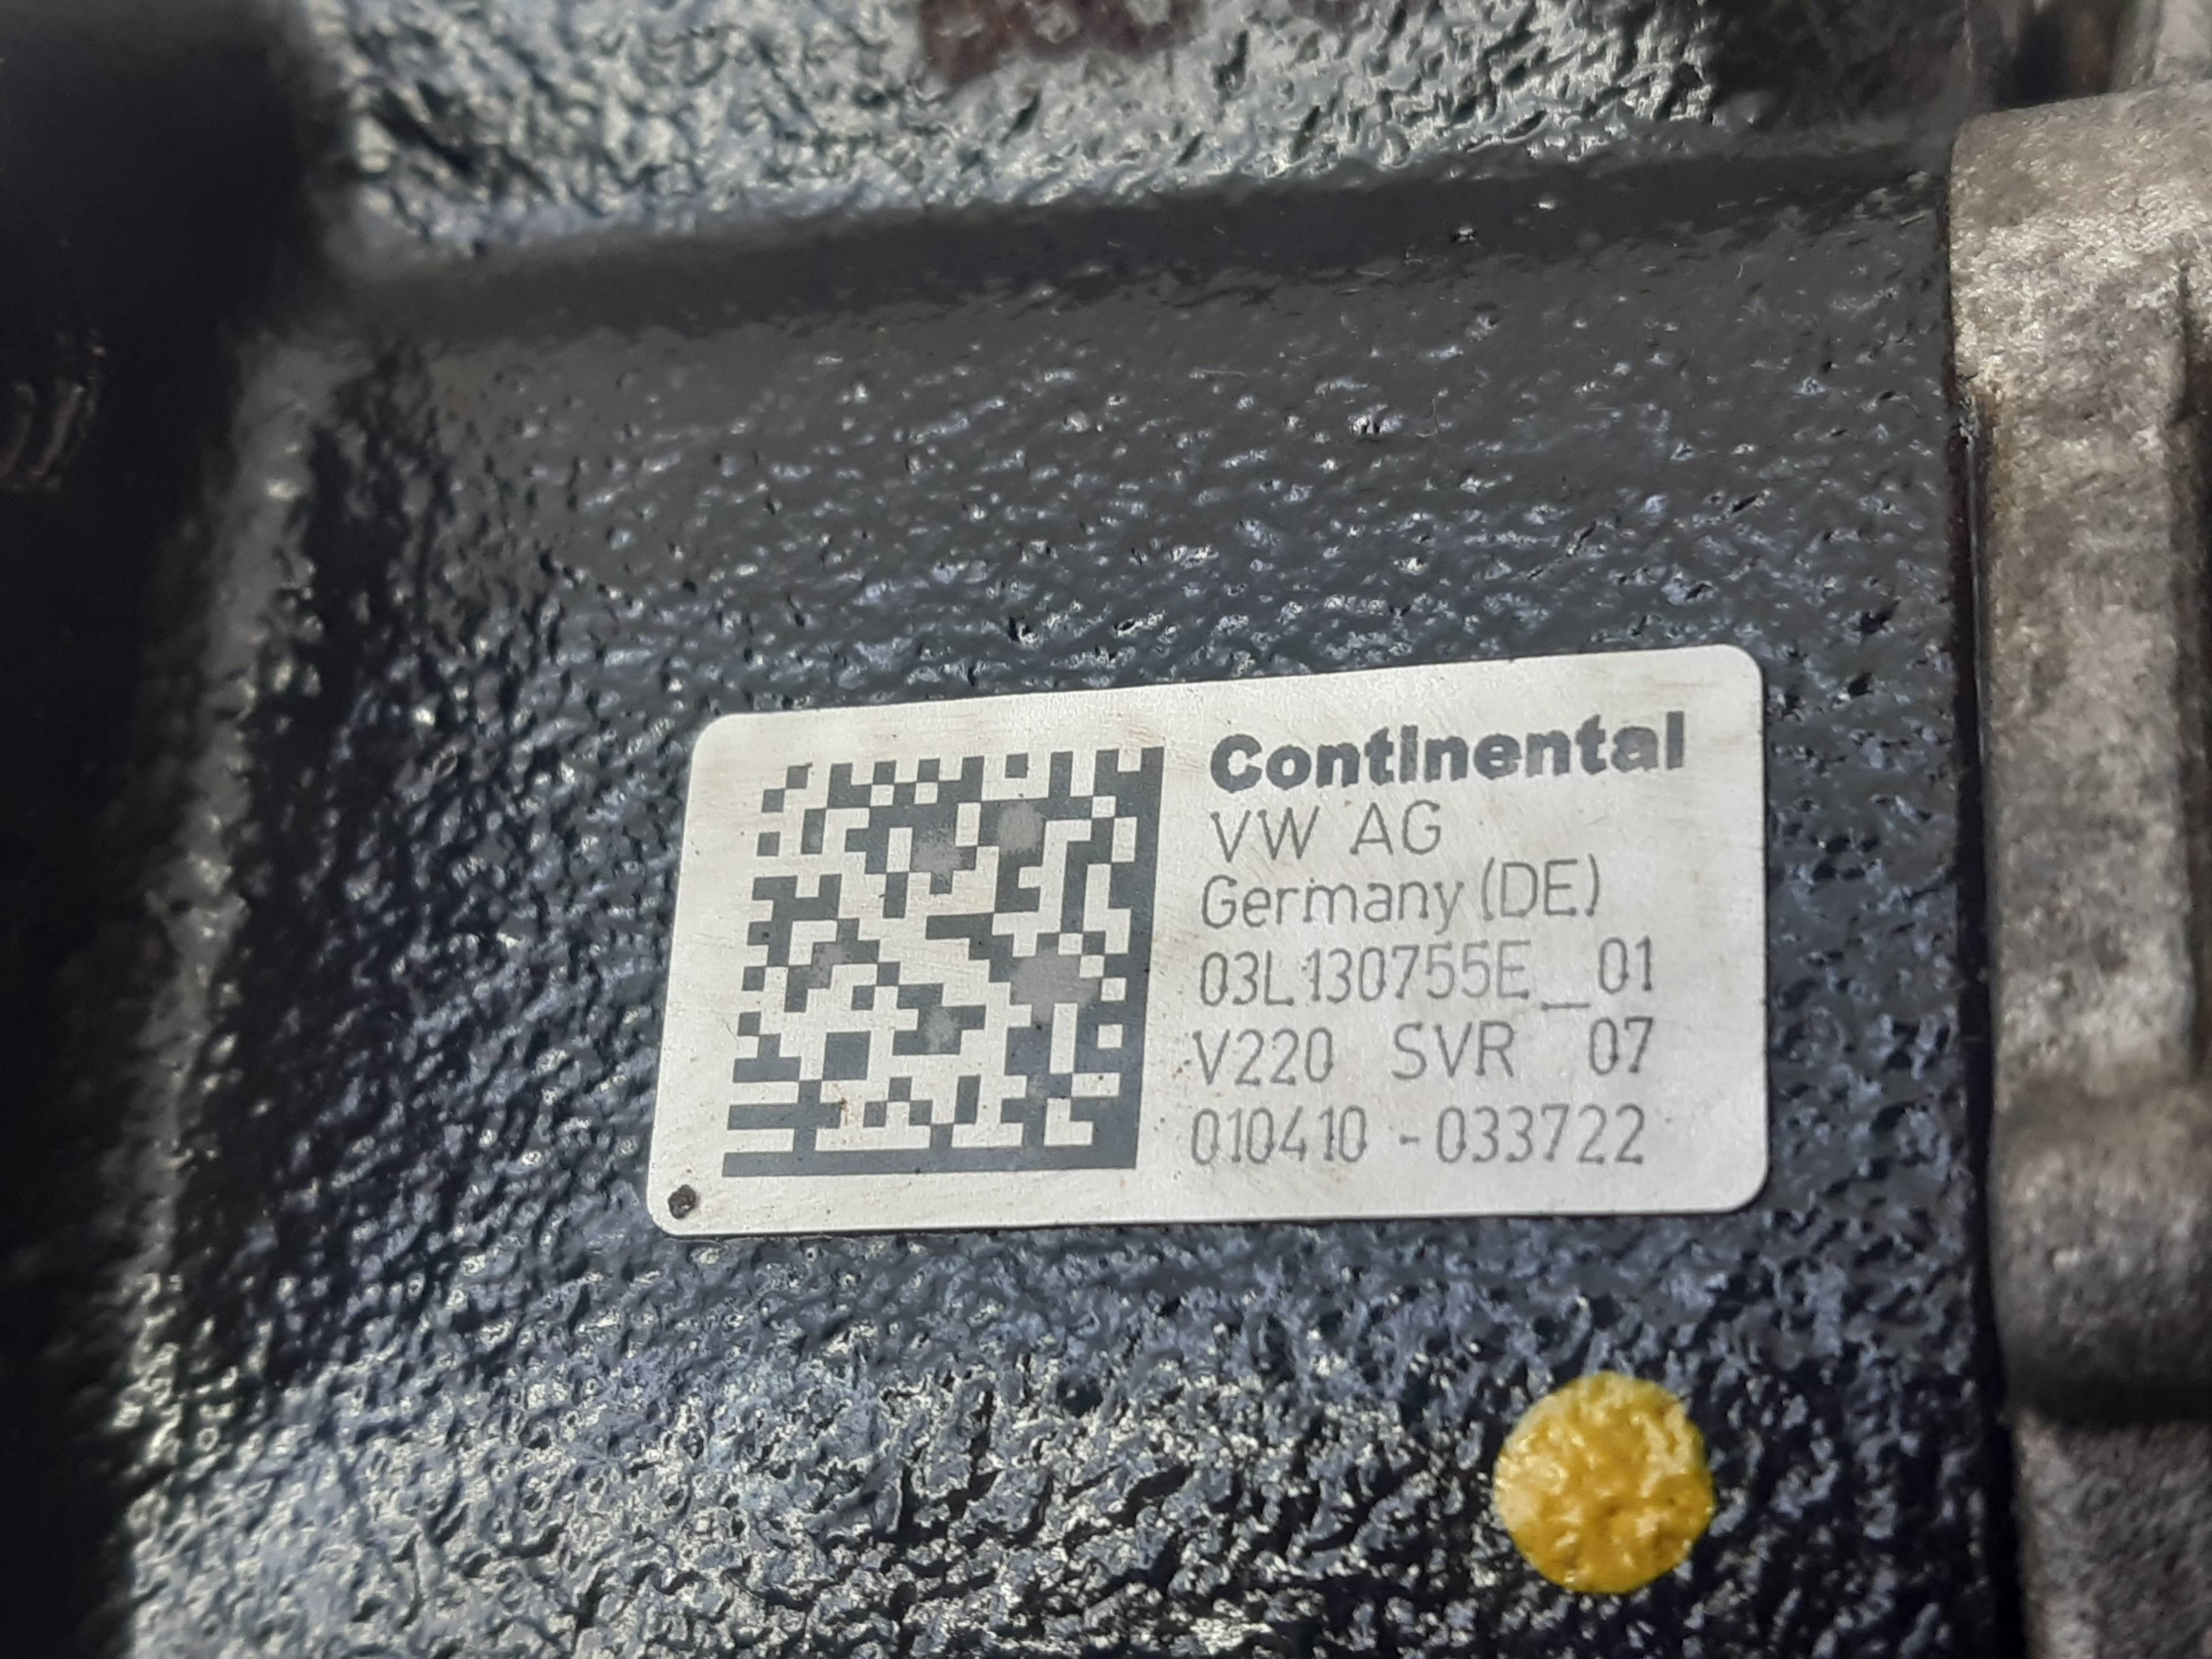 Continental
VW AG
Germany (DE)
03L130755E_01
V220 SVR 07
010410 - 033722